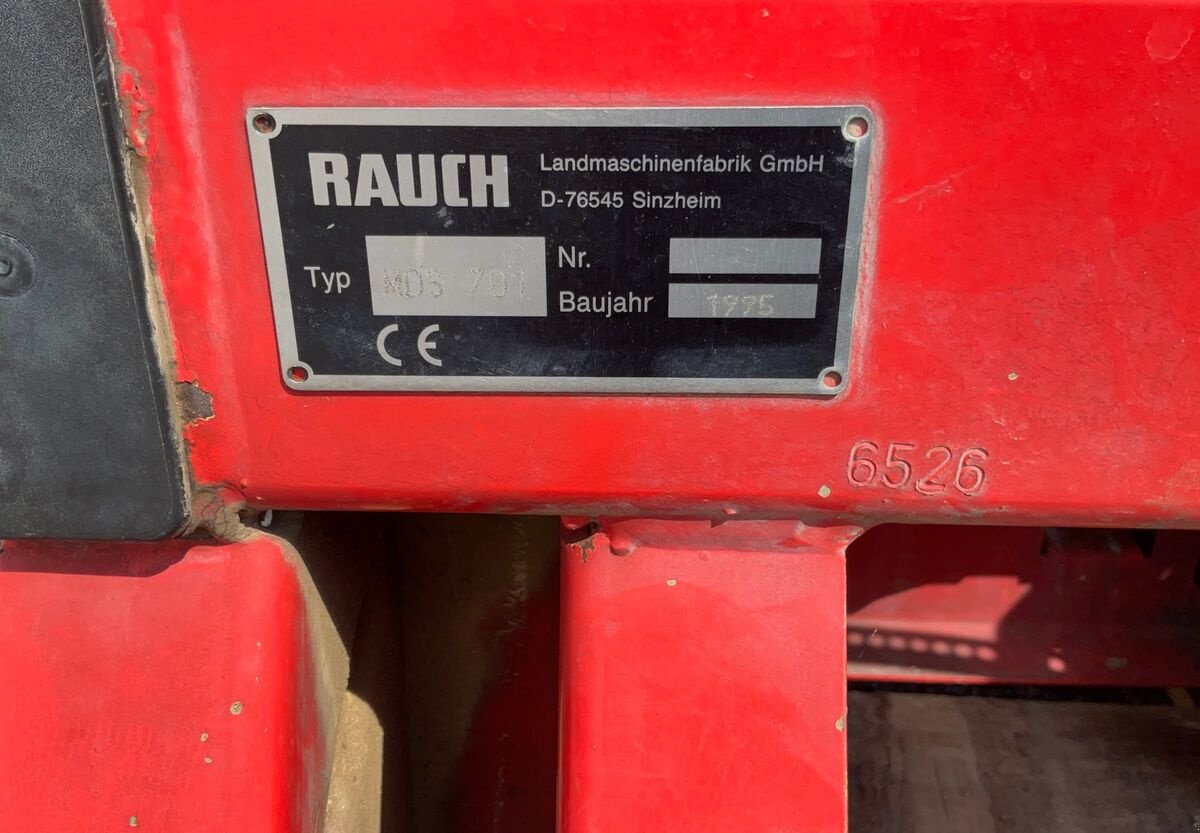 RAUCH
Landmaschinenfabrik GmbH
D-76545 Sinzheim
Typ MDS 701
Nr.
Baujahr 1995
CE
6526